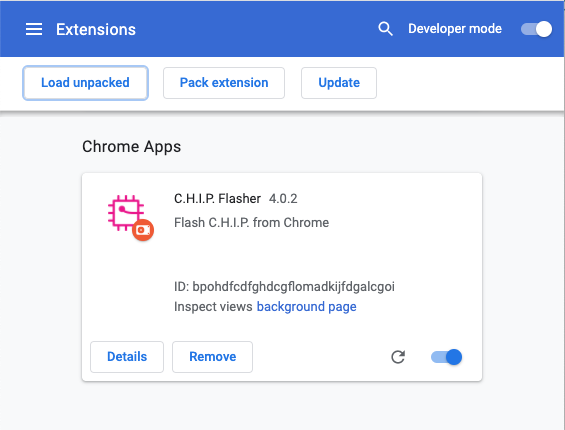 Extensions
Developer mode
Load unpacked
Pack extension
Update
Chrome Apps
C.H.I.P. Flasher 4.0.2
Flash C.H.I.P. from Chrome
ID: bpohdfcdfghdcgflomadkijfdgalcgoi
Inspect views background page
Details
Remove